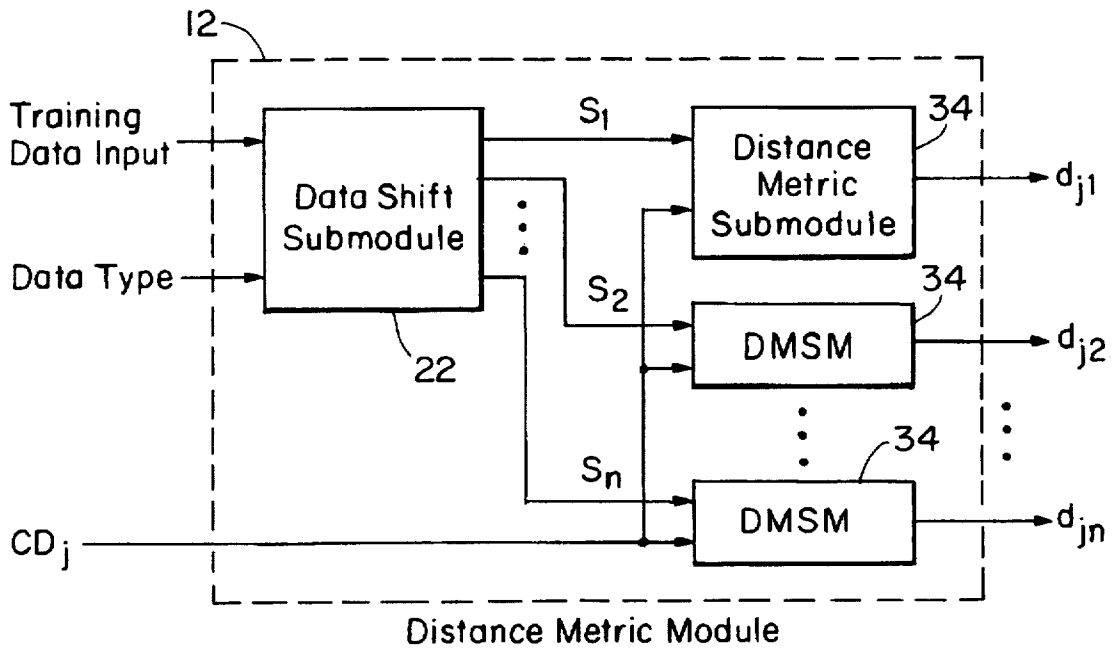 12
Training
Data Input
Data Type
CDj
Data Shift
Submodule
22
S1
S2
Sn
Distance
Metric
Submodule
34
dj1
DMSM
34
dj2
DMSM
34
djn
Distance Metric Module